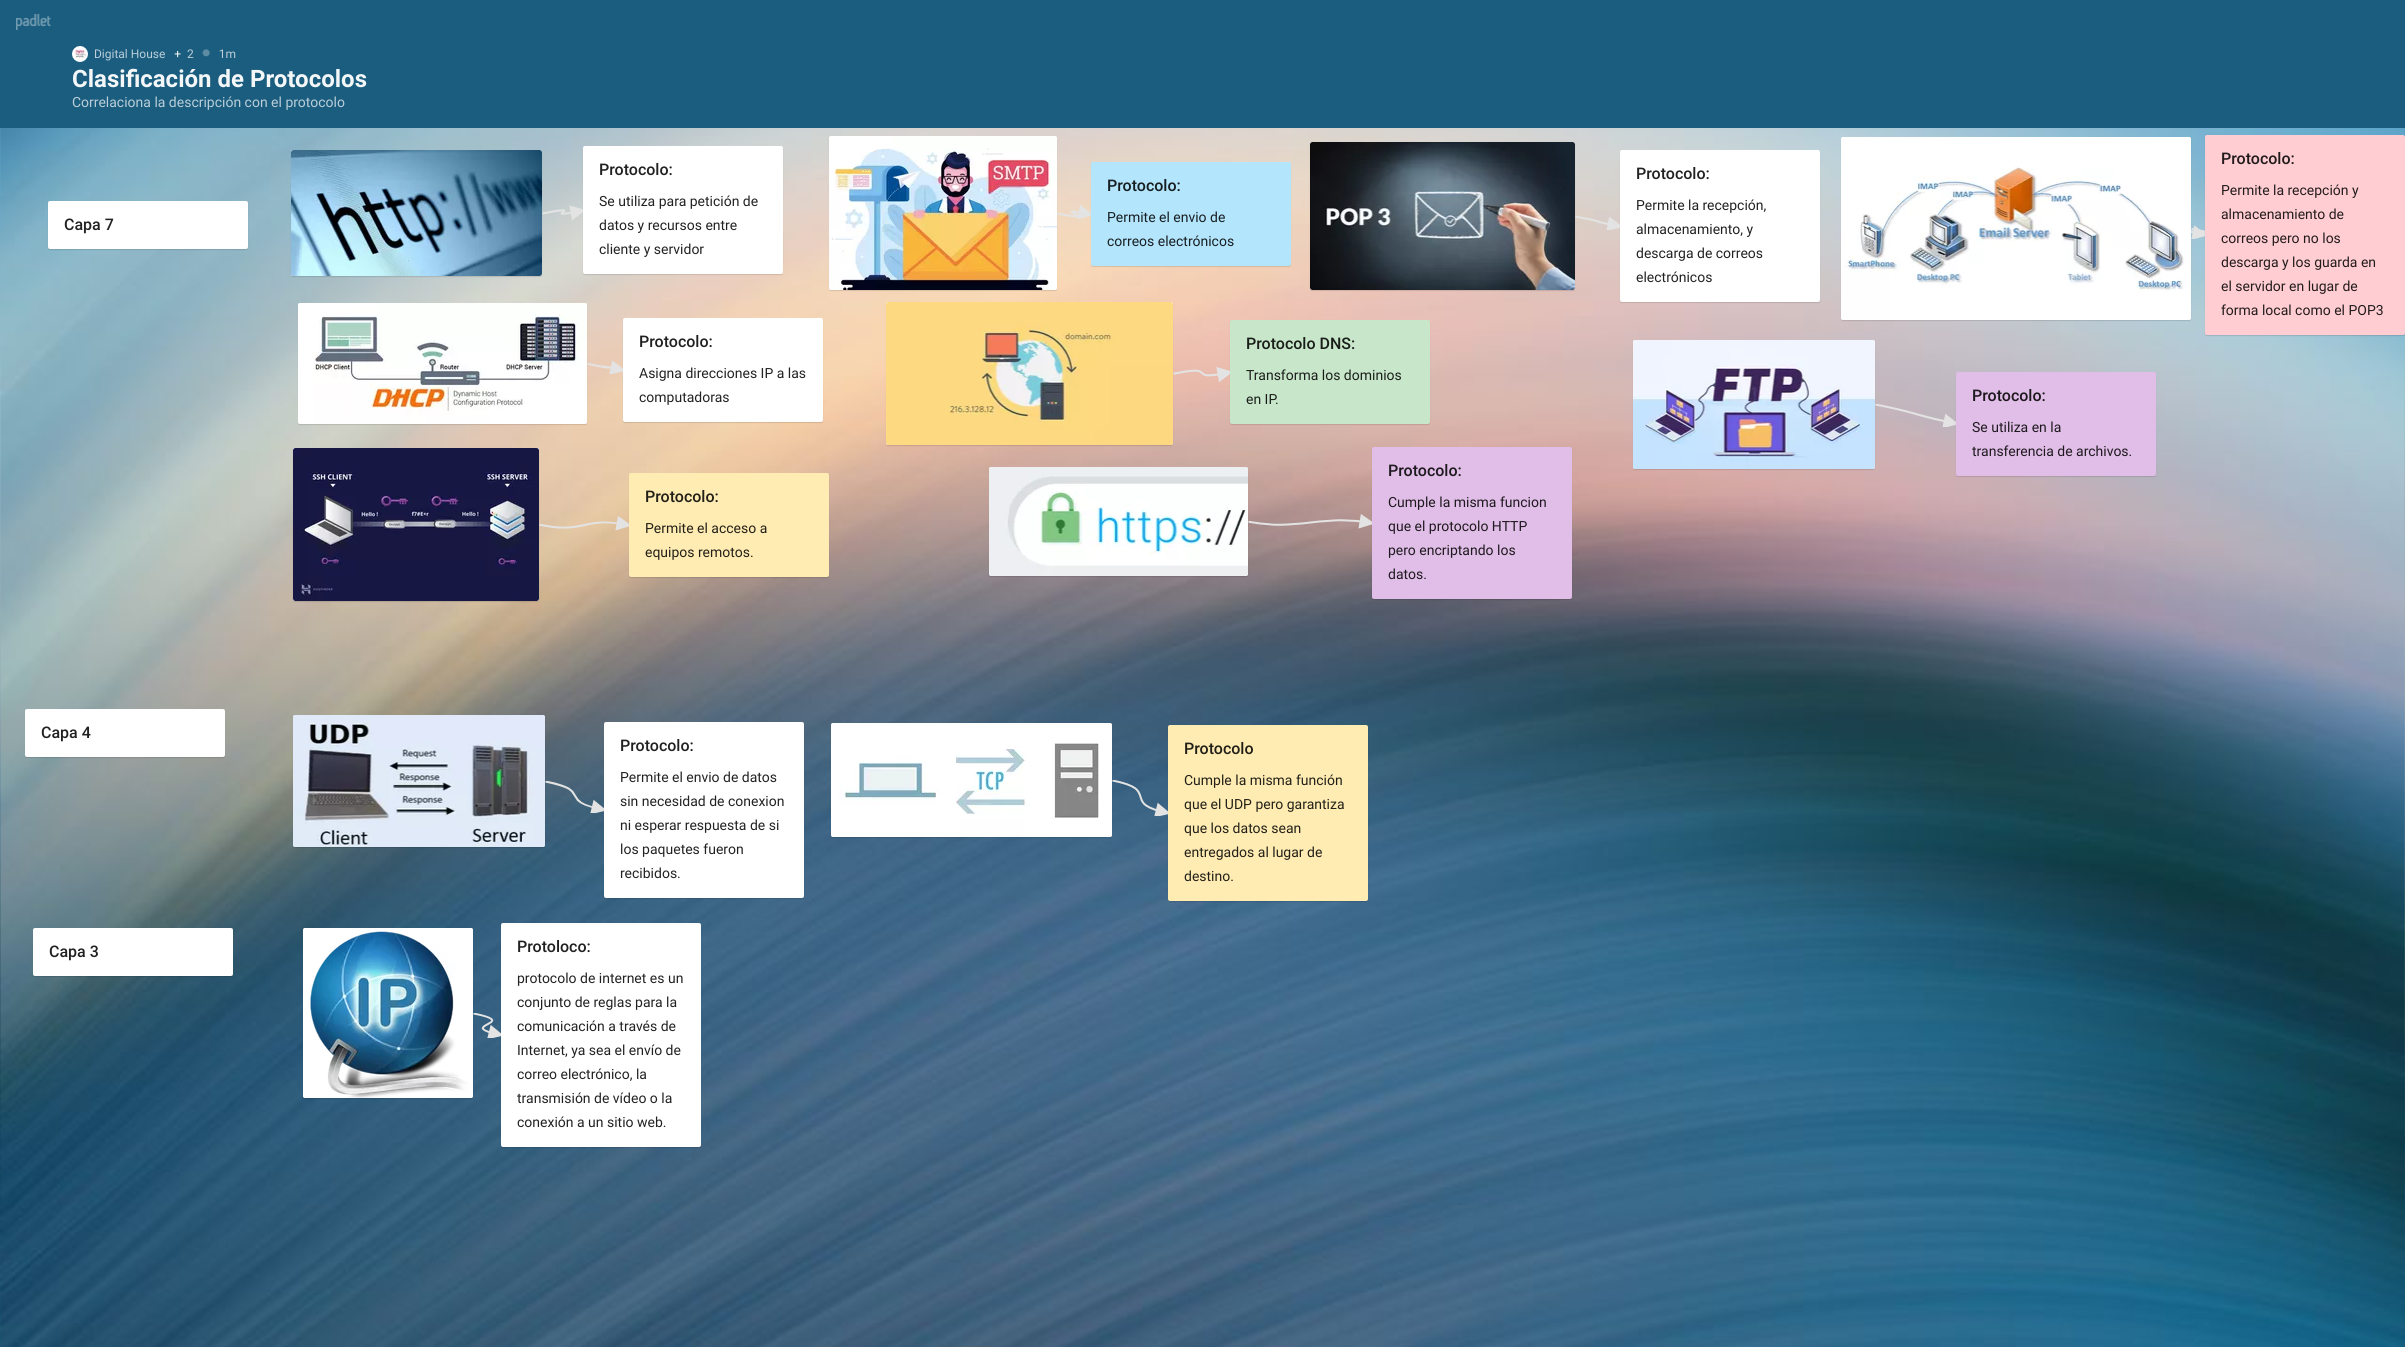 padlet
Digital House + 2 1m
Clasificación de Protocolos
Correlaciona la descripción con el protocolo
Capa 7
http://ww
Protocolo:
Se utiliza para petición de
datos y recursos entre
cliente y servidor
SMTP
Protocolo:
Permite el envio de
correos electrónicos
POP 3
Protocolo:
Permite la recepción,
almacenamiento, y
descarga de correos
electrónicos
IMAP
IMAP
IMAP
IMAP
Email Server
SmartPhone
Desktop PC
Tablet
Desktop PC
Protocolo:
Permite la recepción y
almacenamiento de
correos pero no los
descarga y los guarda en
el servidor en lugar de
forma local como el POP3
DHCP Client
Router
DHCP Server
DHCP
Dynamic Host
Configuration Protocol
Protocolo:
Asigna direcciones IP a las
computadoras
domain.com
216.3.128.12
Protocolo DNS:
Transforma los dominios
en IP.
FTP
Protocolo:
Se utiliza en la
transferencia de archivos.
SSH CLIENT
SSH SERVER
Hello !
f7#E+r
Hello !
Protocolo:
Permite el acceso a
equipos remotos.
https://
Protocolo:
Cumple la misma funcion
que el protocolo HTTP
pero encriptando los
datos.
Capa 4
UDP
Request
Response
Response
Client
Server
Protocolo:
Permite el envio de datos
sin necesidad de conexion
ni esperar respuesta de si
los paquetes fueron
recibidos.
TCP
Protocolo
Cumple la misma función
que el UDP pero garantiza
que los datos sean
entregados al lugar de
destino.
Capa 3
IP
Protoloco:
protocolo de internet es un
conjunto de reglas para la
comunicación a través de
Internet, ya sea el envío de
correo electrónico, la
transmisión de vídeo o la
conexión a un sitio web.